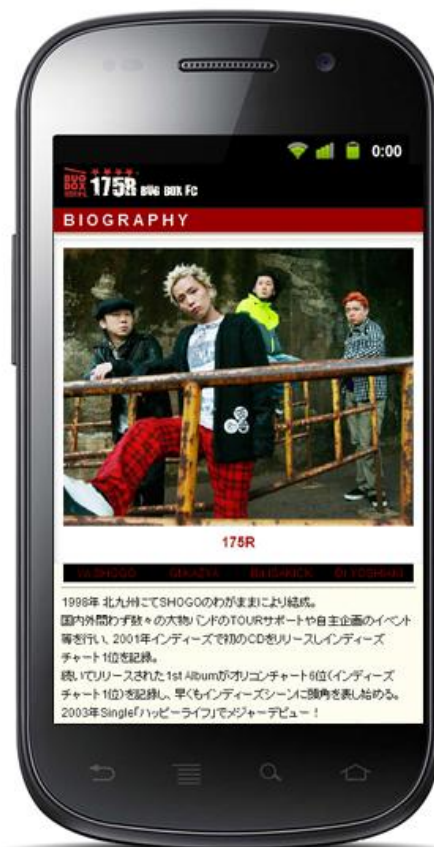 0:00
BUG BOX 175R BUG BOX FC
BIOGRAPHY
175R
Vo.SHOGO Gt.KAZYA Ba.ISAKICK Dr.YOSHIAKI
1998年 北九州にてSHOGOのわがままにより結成。
国内外問わず数々の大物バンドのTOURサポートや自主企画のイベント
等を行い、2001年インディーズで初のCDをリリースしインディーズ
チャート1位を記録。
続いてリリースされた1st Albumがオリコンチャート6位(インディーズ
チャート1位)を記録し、早くもインディーズシーンに頭角を表し始める。
2003年Single「ハッピーライフ」でメジャーデビュー！